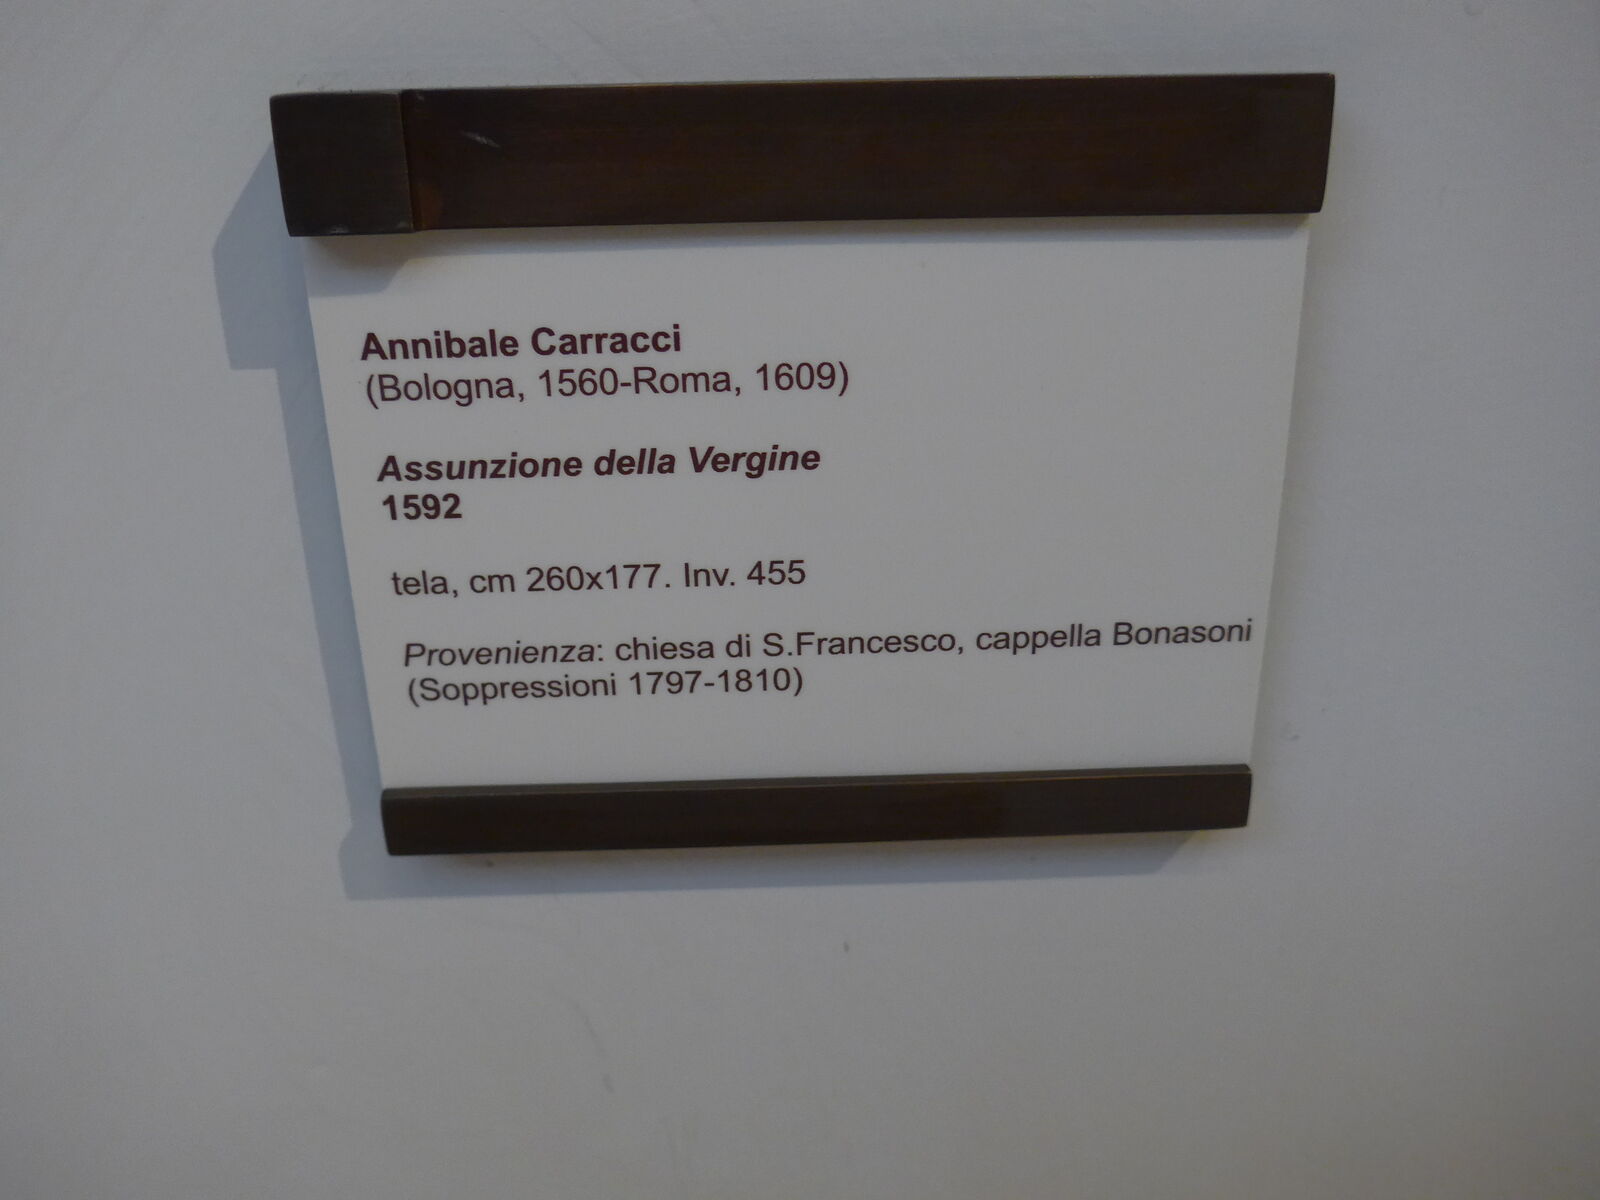 Annibale Carracci
(Bologna, 1560-Roma, 1609)
Assunzione della Vergine
1592
tela, cm 260x177. Inv. 455
Provenienza: chiesa di S.Francesco, cappella Bonasoni
(Soppressioni 1797-1810)